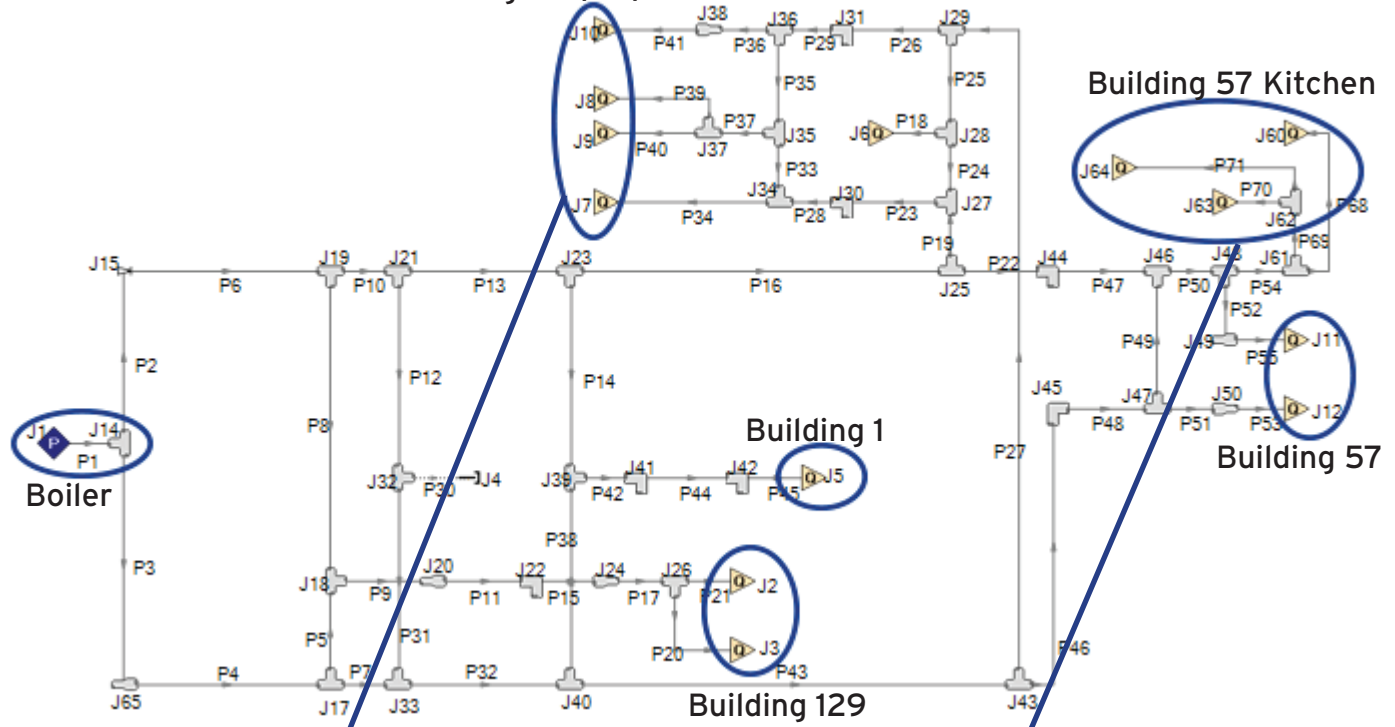 J10 P41 J38 P36 J36 P29 J31 P26 J29
P35 P25
Building 57 Kitchen
J8 P39
J9 P40 J37 P37 J35 J6 P18 J28 J60
Q Q Q Q Q Q Q
J64 P71
P33 P24
J7 P34 J34 P28 J30 P23 J27 J63 P70 J62 P68
P19 P69
J15 P6 J19 P10 J21 P13 J23 P16 J25 P22 J44 P47 J46 P50 J48 P54 J61
P52
P2 P12 P14 P49 J49 P55 J11
Q
J45 J47 J50
P8 P48 P51 P53 J12
Q
Building 1 Building 57
J1 P J14 P1 P27
J32 P30 J4 J39 P42 J41 P44 J42 P45 J5
Q
Boiler
P38
P3 J18 P9 J20 P11 J22 P15 J24 P17 J26 P21 J2
Q
P5 P31 P20 J3 P46
Q
P4 P7 P32 P43
J65 J17 J33 J40 Building 129 J43